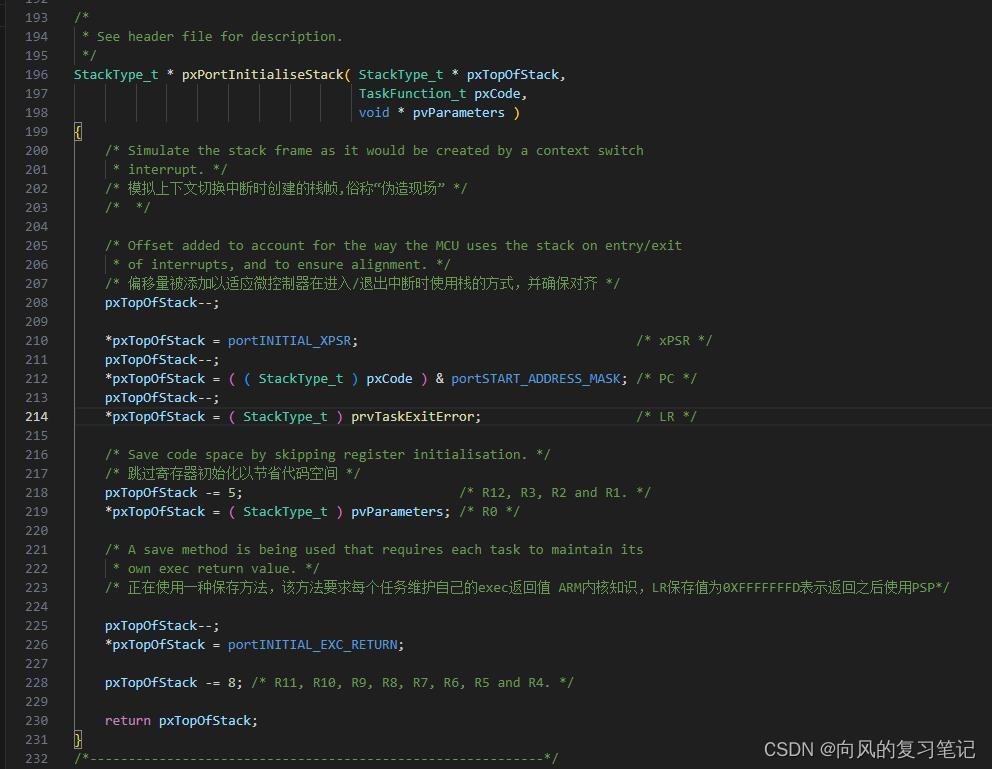 192
193 /*
194  * See header file for description.
195  */
196 StackType_t * pxPortInitialiseStack( StackType_t * pxTopOfStack,
197                                      TaskFunction_t pxCode,
198                                      void * pvParameters )
199 {
200     /* Simulate the stack frame as it would be created by a context switch
201      * interrupt. */
202     /* 模拟上下文切换中断时创建的栈帧,俗称“伪造现场” */
203     /*  */
204
205     /* Offset added to account for the way the MCU uses the stack on entry/exit
206      * of interrupts, and to ensure alignment. */
207     /* 偏移量被添加以适应微控制器在进入/退出中断时使用栈的方式，并确保对齐 */
208     pxTopOfStack--;
209
210     *pxTopOfStack = portINITIAL_XPSR;                                    /* xPSR */
211     pxTopOfStack--;
212     *pxTopOfStack = ( ( StackType_t ) pxCode ) & portSTART_ADDRESS_MASK; /* PC */
213     pxTopOfStack--;
214     *pxTopOfStack = ( StackType_t ) prvTaskExitError;                    /* LR */
215
216     /* Save code space by skipping register initialisation. */
217     /* 跳过寄存器初始化以节省代码空间 */
218     pxTopOfStack -= 5;                            /* R12, R3, R2 and R1. */
219     *pxTopOfStack = ( StackType_t ) pvParameters; /* R0 */
220
221     /* A save method is being used that requires each task to maintain its
222      * own exec return value. */
223     /* 正在使用一种保存方法，该方法要求每个任务维护自己的exec返回值 ARM内核知识，LR保存值为0XFFFFFFFD表示返回之后使用PSP*/
224
225     pxTopOfStack--;
226     *pxTopOfStack = portINITIAL_EXC_RETURN;
227
228     pxTopOfStack -= 8; /* R11, R10, R9, R8, R7, R6, R5 and R4. */
229
230     return pxTopOfStack;
231 }
232 /*-----------------------------------------------------------*/
CSDN @向风的复习笔记